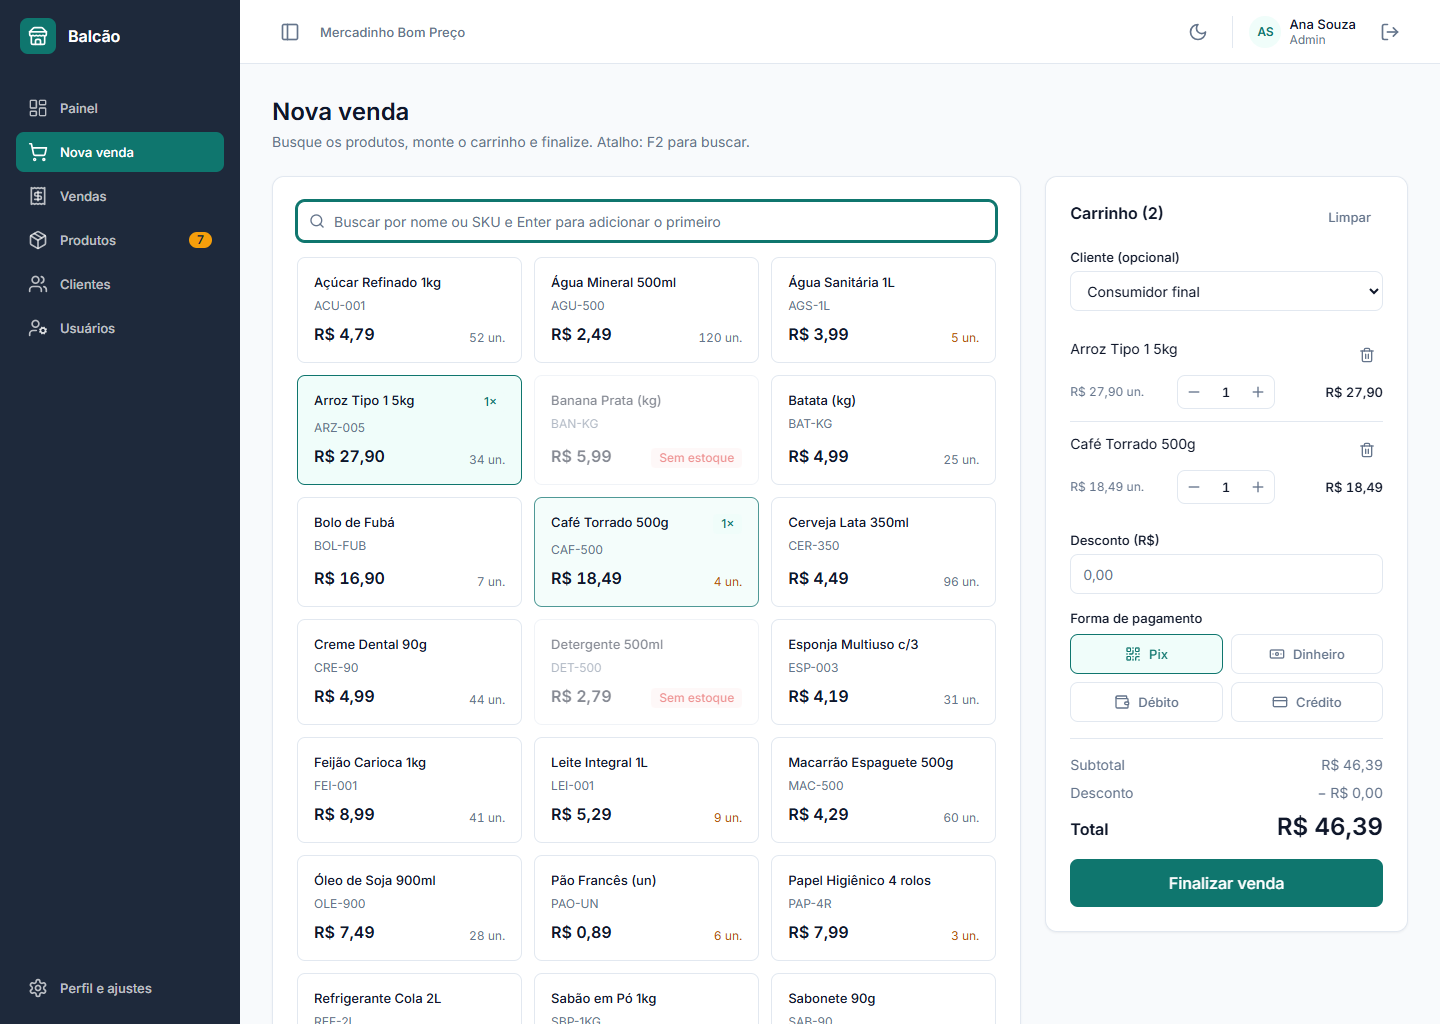 Balcão
Painel
Nova venda
Vendas
Produtos 7
Clientes
Usuários
Perfil e ajustes
Mercadinho Bom Preço
AS
Ana Souza
Admin
Nova venda
Busque os produtos, monte o carrinho e finalize. Atalho: F2 para buscar.
Buscar por nome ou SKU e Enter para adicionar o primeiro
Açúcar Refinado 1kg
ACU-001
R$ 4,79 52 un.
Água Mineral 500ml
AGU-500
R$ 2,49 120 un.
Água Sanitária 1L
AGS-1L
R$ 3,99 5 un.
Arroz Tipo 1 5kg 1×
ARZ-005
R$ 27,90 34 un.
Banana Prata (kg)
BAN-KG
R$ 5,99 Sem estoque
Batata (kg)
BAT-KG
R$ 4,99 25 un.
Bolo de Fubá
BOL-FUB
R$ 16,90 7 un.
Café Torrado 500g 1×
CAF-500
R$ 18,49 4 un.
Cerveja Lata 350ml
CER-350
R$ 4,49 96 un.
Creme Dental 90g
CRE-90
R$ 4,99 44 un.
Detergente 500ml
DET-500
R$ 2,79 Sem estoque
Esponja Multiuso c/3
ESP-003
R$ 4,19 31 un.
Feijão Carioca 1kg
FEI-001
R$ 8,99 41 un.
Leite Integral 1L
LEI-001
R$ 5,29 9 un.
Macarrão Espaguete 500g
MAC-500
R$ 4,29 60 un.
Óleo de Soja 900ml
OLE-900
R$ 7,49 28 un.
Pão Francês (un)
PAO-UN
R$ 0,89 6 un.
Papel Higiênico 4 rolos
PAP-4R
R$ 7,99 3 un.
Refrigerante Cola 2L
REF-2L
Sabão em Pó 1kg
SBP-1KG
Sabonete 90g
SAB-90
Carrinho (2) Limpar
Cliente (opcional)
Consumidor final
Arroz Tipo 1 5kg
R$ 27,90 un. 1 R$ 27,90
Café Torrado 500g
R$ 18,49 un. 1 R$ 18,49
Desconto (R$)
0,00
Forma de pagamento
Pix Dinheiro
Débito Crédito
Subtotal R$ 46,39
Desconto − R$ 0,00
Total R$ 46,39
Finalizar venda